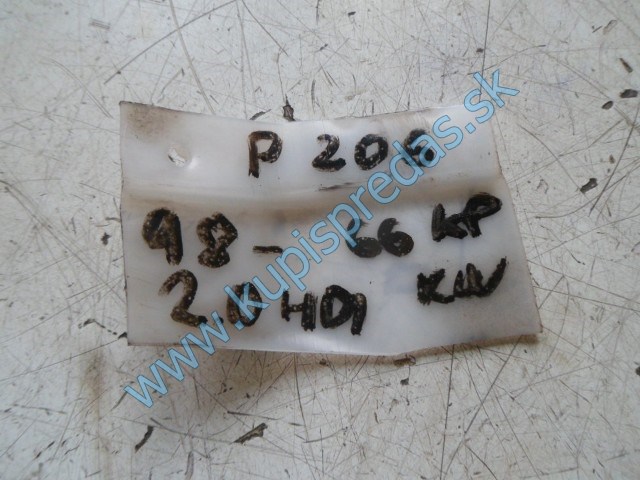 P 206
98- 66 KP
2.0 HDI KW
www.kupispredas.sk